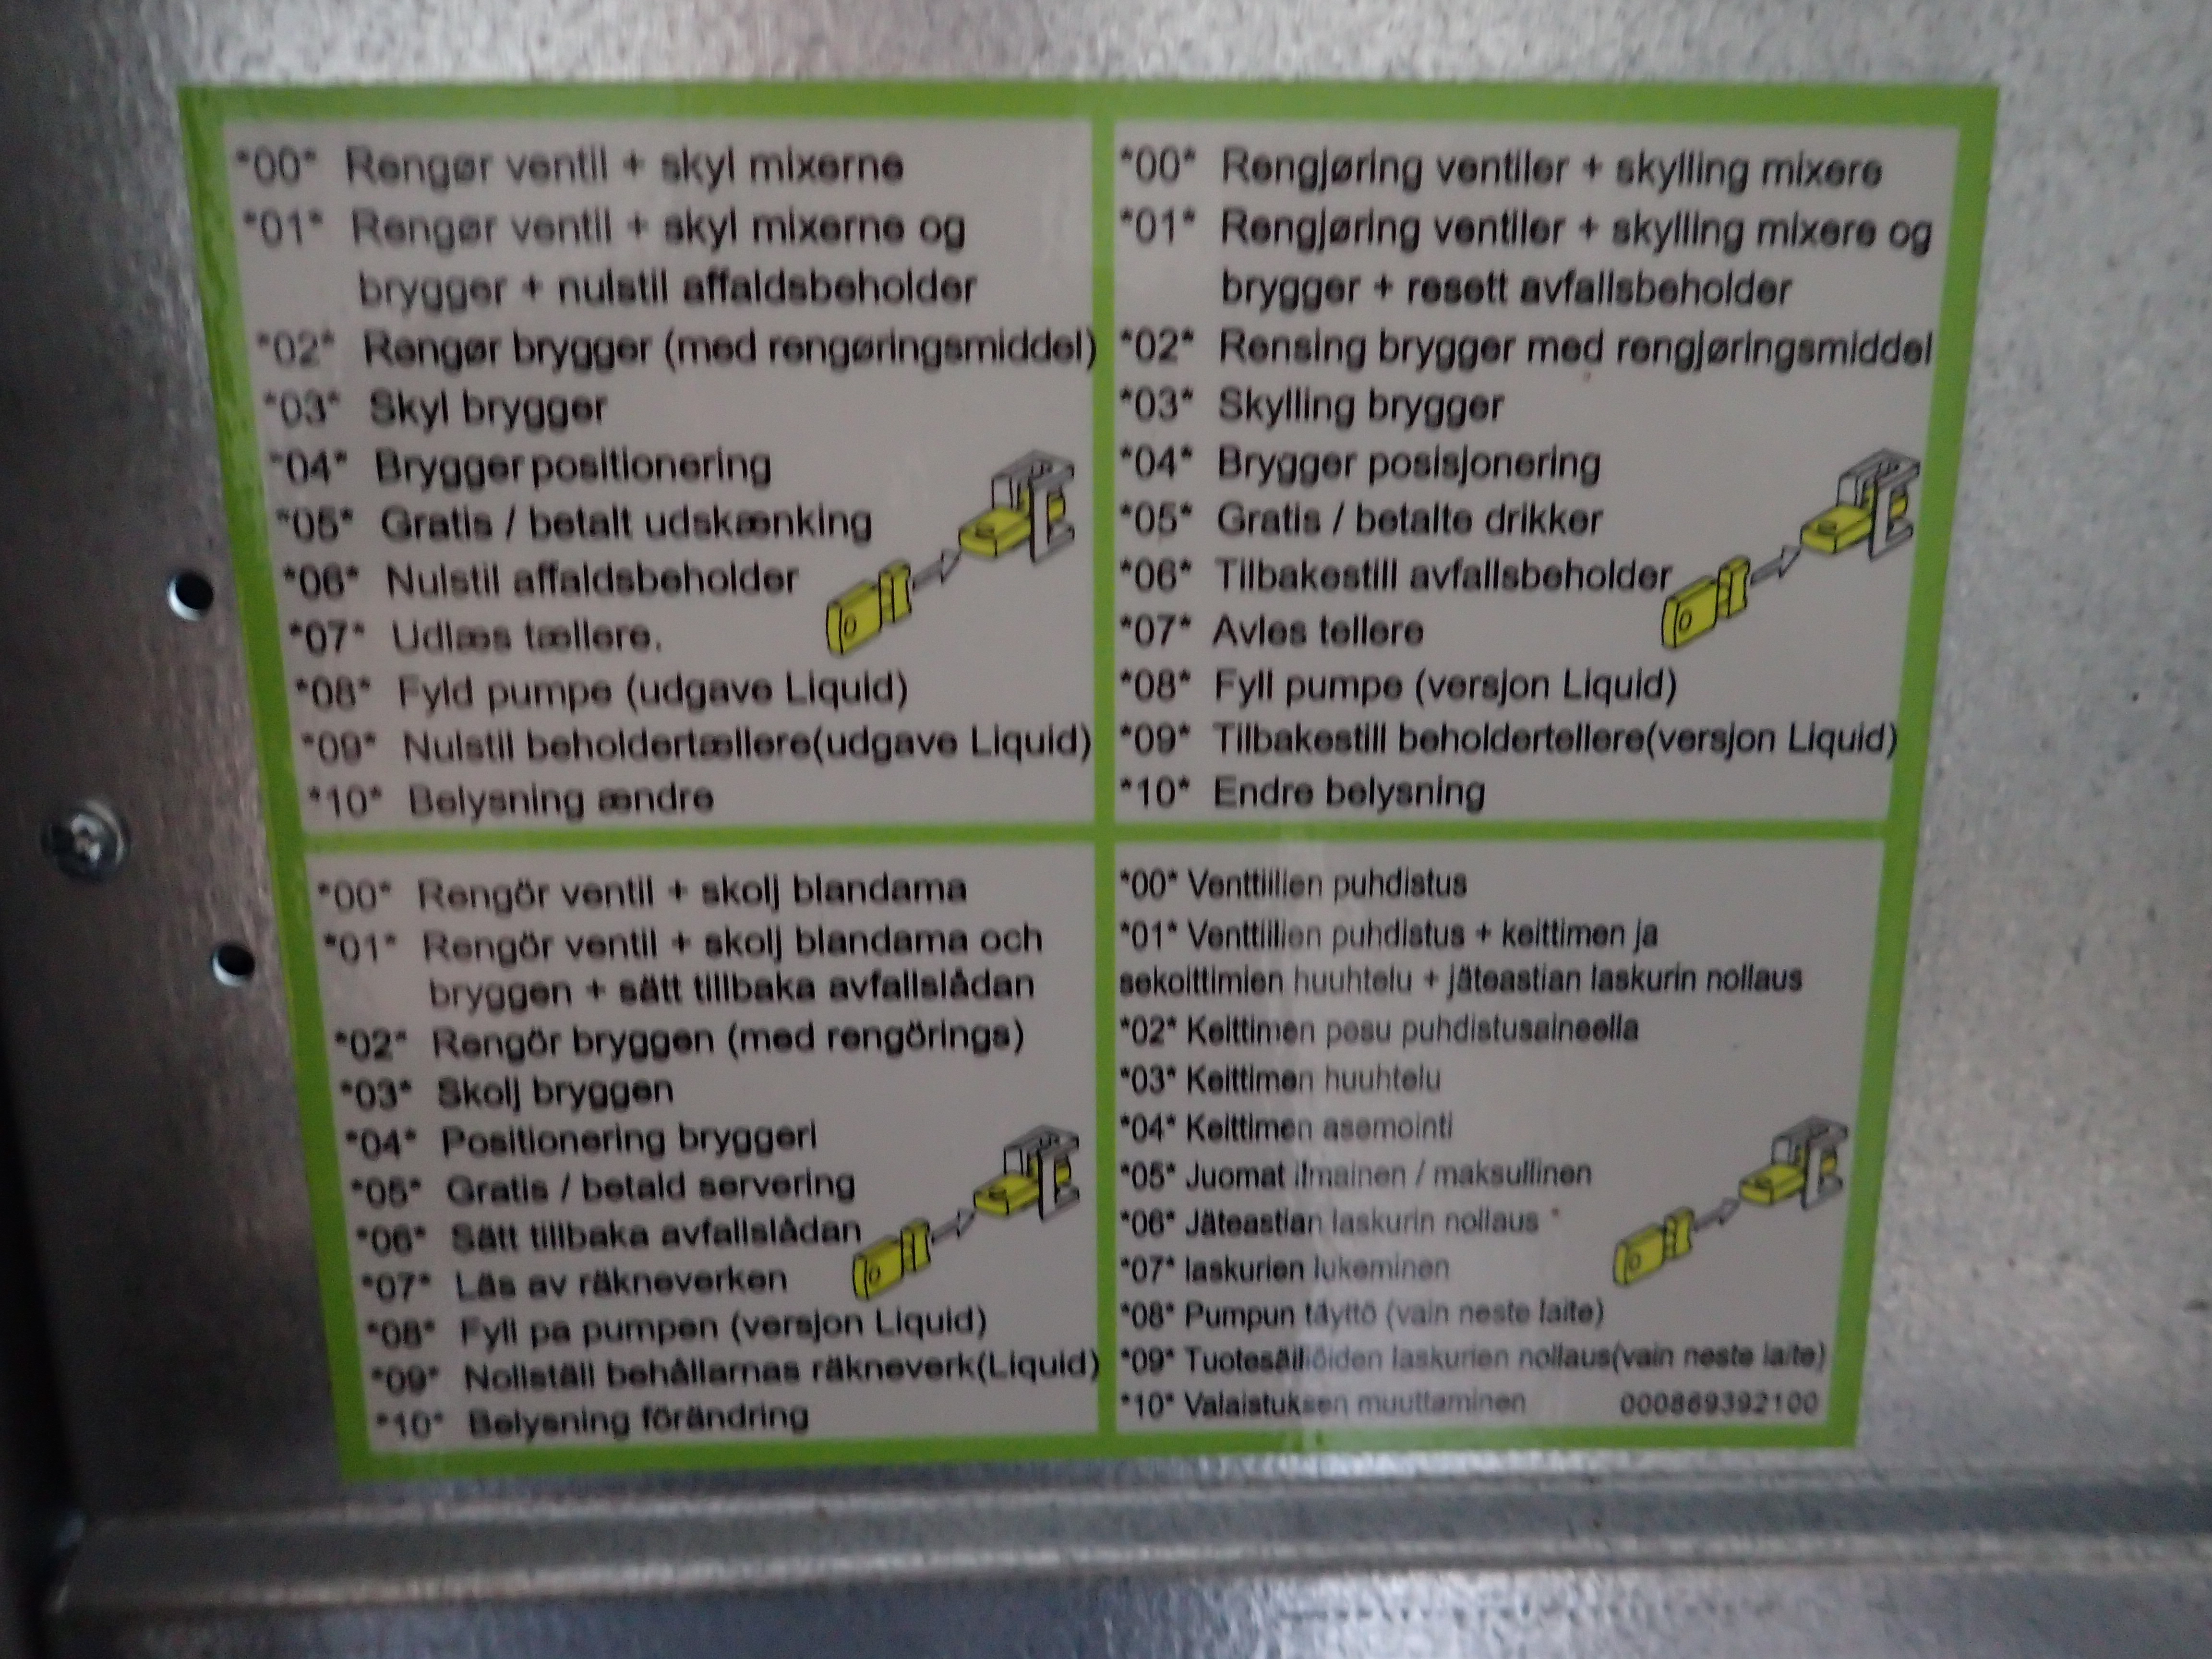 *00* Rengør ventil + skyl mixerne
*01* Rengør ventil + skyl mixerne og
brygger + nulstil affaldsbeholder
*02* Rengør brygger (med rengøringsmiddel)
*03* Skyl brygger
*04* Brygger positionering
*05* Gratis / betalt udskænking
*06* Nulstil affaldsbeholder
*07* Udlæs tællere.
*08* Fyld pumpe (udgave Liquid)
*09* Nulstil beholdertællere(udgave Liquid)
*10* Belysning ændre
*00* Rengjøring ventiler + skylling mixere
*01* Rengjøring ventiler + skylling mixere og
brygger + resett avfallsbeholder
*02* Rensing brygger med rengjøringsmiddel
*03* Skylling brygger
*04* Brygger posisjonering
*05* Gratis / betalte drikker
*06* Tilbakestill avfallsbeholder
*07* Avles tellere
*08* Fyll pumpe (versjon Liquid)
*09* Tilbakestill beholdertellere(versjon Liquid)
*10* Endre belysning
*00* Rengör ventil + skolj blandama
*01* Rengör ventil + skolj blandama och
bryggen + sätt tillbaka avfallslådan
*02* Rengör bryggen (med rengörings)
*03* Skolj bryggen
*04* Positionering bryggeri
*05* Gratis / betald servering
*06* Sätt tillbaka avfallslådan
*07* Läs av räkneverken
*08* Fyll pa pumpen (versjon Liquid)
*09* Nollställ behållarnas räkneverk(Liquid)
*10* Belysning förändring
*00* Venttiilien puhdistus
*01* Venttiilien puhdistus + keittimen ja
sekoittimien huuhtelu + jäteastian laskurin nollaus
*02* Keittimen pesu puhdistusaineella
*03* Keittimen huuhtelu
*04* Keittimen asemointi
*05* Juomat ilmainen / maksullinen
*06* Jäteastian laskurin nollaus
*07* laskurien lukeminen
*08* Pumpun täyttö (vain neste laite)
*09* Tuotesäiliöiden laskurien nollaus(vain neste laite)
*10* Valaistuksen muuttaminen 000869392100